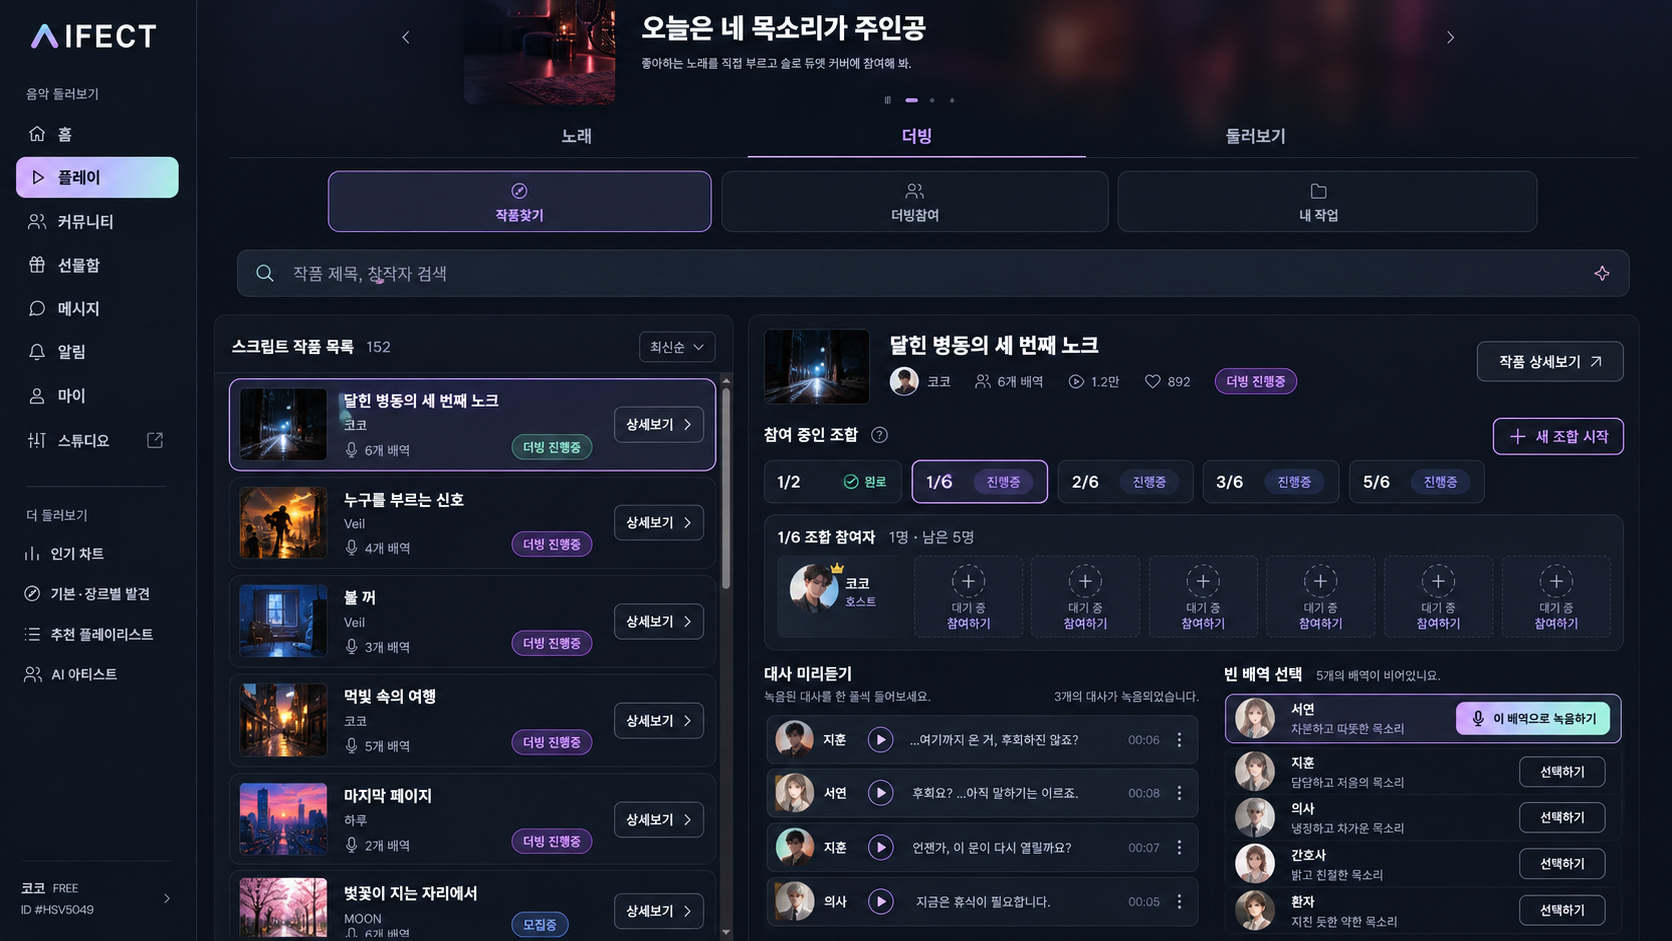 AIFECT
음악 둘러보기
홈
플레이
커뮤니티
선물함
메시지
알림
마이
스튜디오
더 둘러보기
인기 차트
기본·장르별 발견
추천 플레이리스트
AI 아티스트
코코 FREE
ID #HSV5049
오늘은 네 목소리가 주인공
좋아하는 노래를 직접 부르고 솔로 듀엣 커버에 참여해 봐.
노래
더빙
둘러보기
작품찾기
더빙참여
내 작업
작품 제목, 창작자 검색
스크립트 작품 목록 152
최신순
달힌 병동의 세 번째 노크
코코
6개 배역
더빙 진행중
상세보기
누구를 부르는 신호
Veil
4개 배역
더빙 진행중
상세보기
볼 꺼
Veil
3개 배역
더빙 진행중
상세보기
먹빛 속의 여행
코코
5개 배역
더빙 진행중
상세보기
마지막 페이지
하루
2개 배역
더빙 진행중
상세보기
벗꽃이 지는 자리에서
MOON
6개 배역
모집중
상세보기
달힌 병동의 세 번째 노크
코코 6개 배역 1.2만 892 더빙 진행중
작품 상세보기
참여 중인 조합 ?
새 조합 시작
1/2 완료
1/6 진행중
2/6 진행중
3/6 진행중
5/6 진행중
1/6 조합 참여자 1명 · 남은 5명
코코
호스트
대기 중
참여하기
대기 중
참여하기
대기 중
참여하기
대기 중
참여하기
대기 중
참여하기
대기 중
참여하기
대사 미리듣기
녹음된 대사를 한 줄씩 들어보세요.
3개의 대사가 녹음되었습니다.
지훈 ...여기까지 온 거, 후회하진 않죠? 00:06
서연 후회요? ...아직 말하기는 이르죠. 00:08
지훈 언젠가, 이 문이 다시 열릴까요? 00:07
의사 지금은 휴식이 필요합니다. 00:05
빈 배역 선택 5개의 배역이 비어있니요.
서연
차분하고 따뜻한 목소리
이 배역으로 녹음하기
지훈
담담하고 저음의 목소리
선택하기
의사
냉정하고 차가운 목소리
선택하기
간호사
밝고 친절한 목소리
선택하기
환자
지친 듯한 약한 목소리
선택하기